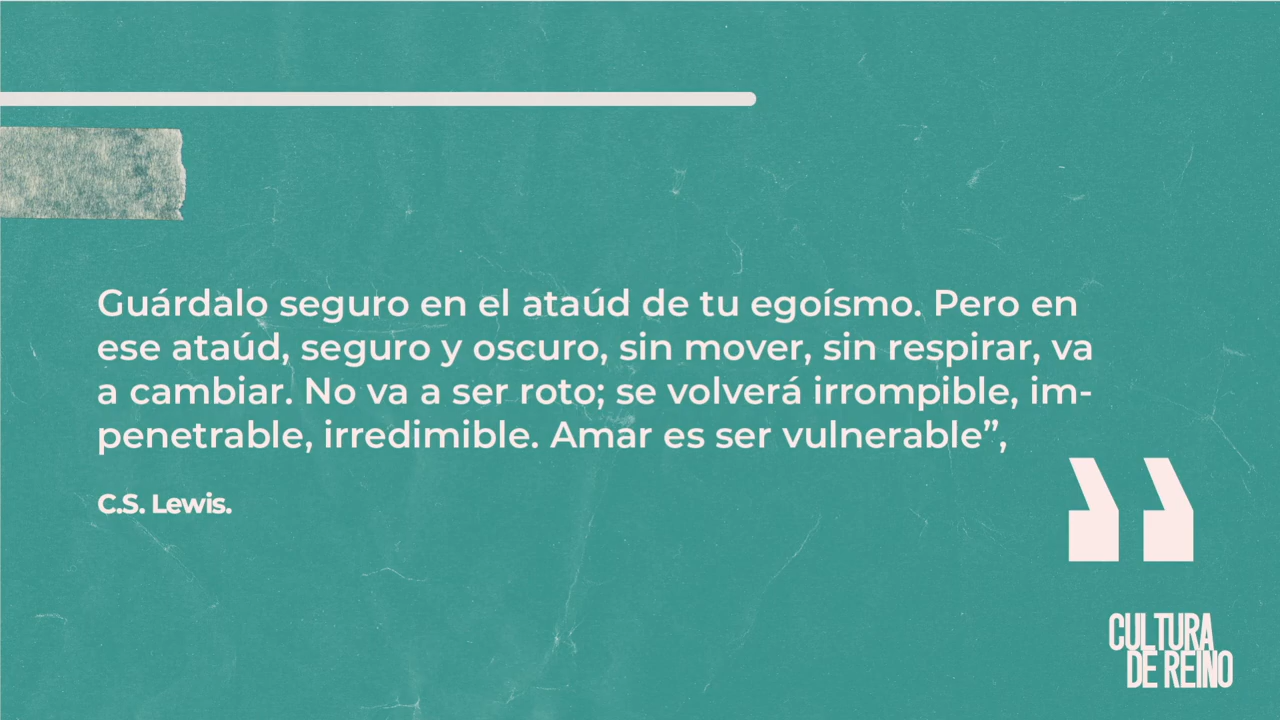 Guárdalo seguro en el ataúd de tu egoísmo. Pero en
ese ataúd, seguro y oscuro, sin mover, sin respirar, va
a cambiar. No va a ser roto; se volverá irrompible, im-
penetrable, irredimible. Amar es ser vulnerable”,
C.S. Lewis.
"
CULTURA
DE REINO